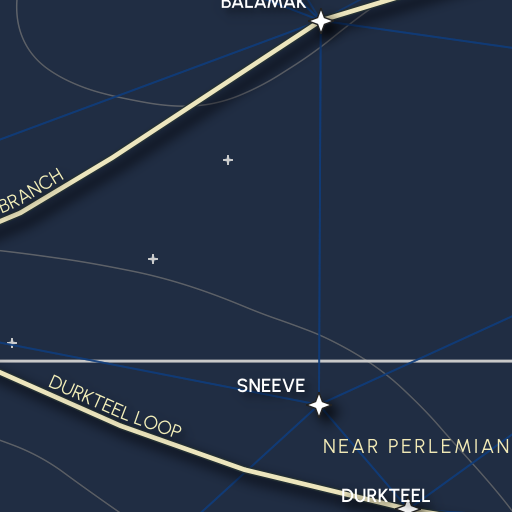 BALAMAK
BRANCH
SNEEVE
DURKTEEL LOOP
NEAR PERLEMIAN
DURKTEEL